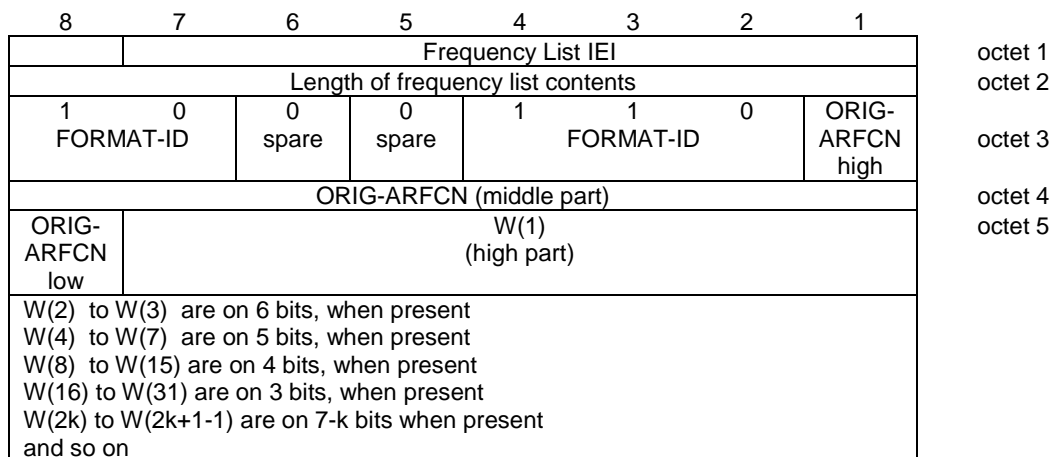 8 7 6 5 4 3 2 1
Frequency List IEI octet 1
Length of frequency list contents octet 2
1 0 0 0 1 1 0 ORIG-
FORMAT-ID spare spare FORMAT-ID ARFCN octet 3
high
ORIG-ARFCN (middle part) octet 4
ORIG- W(1) octet 5
ARFCN (high part)
low
W(2) to W(3) are on 6 bits, when present
W(4) to W(7) are on 5 bits, when present
W(8) to W(15) are on 4 bits, when present
W(16) to W(31) are on 3 bits, when present
W(2k) to W(2k+1-1) are on 7-k bits when present
and so on